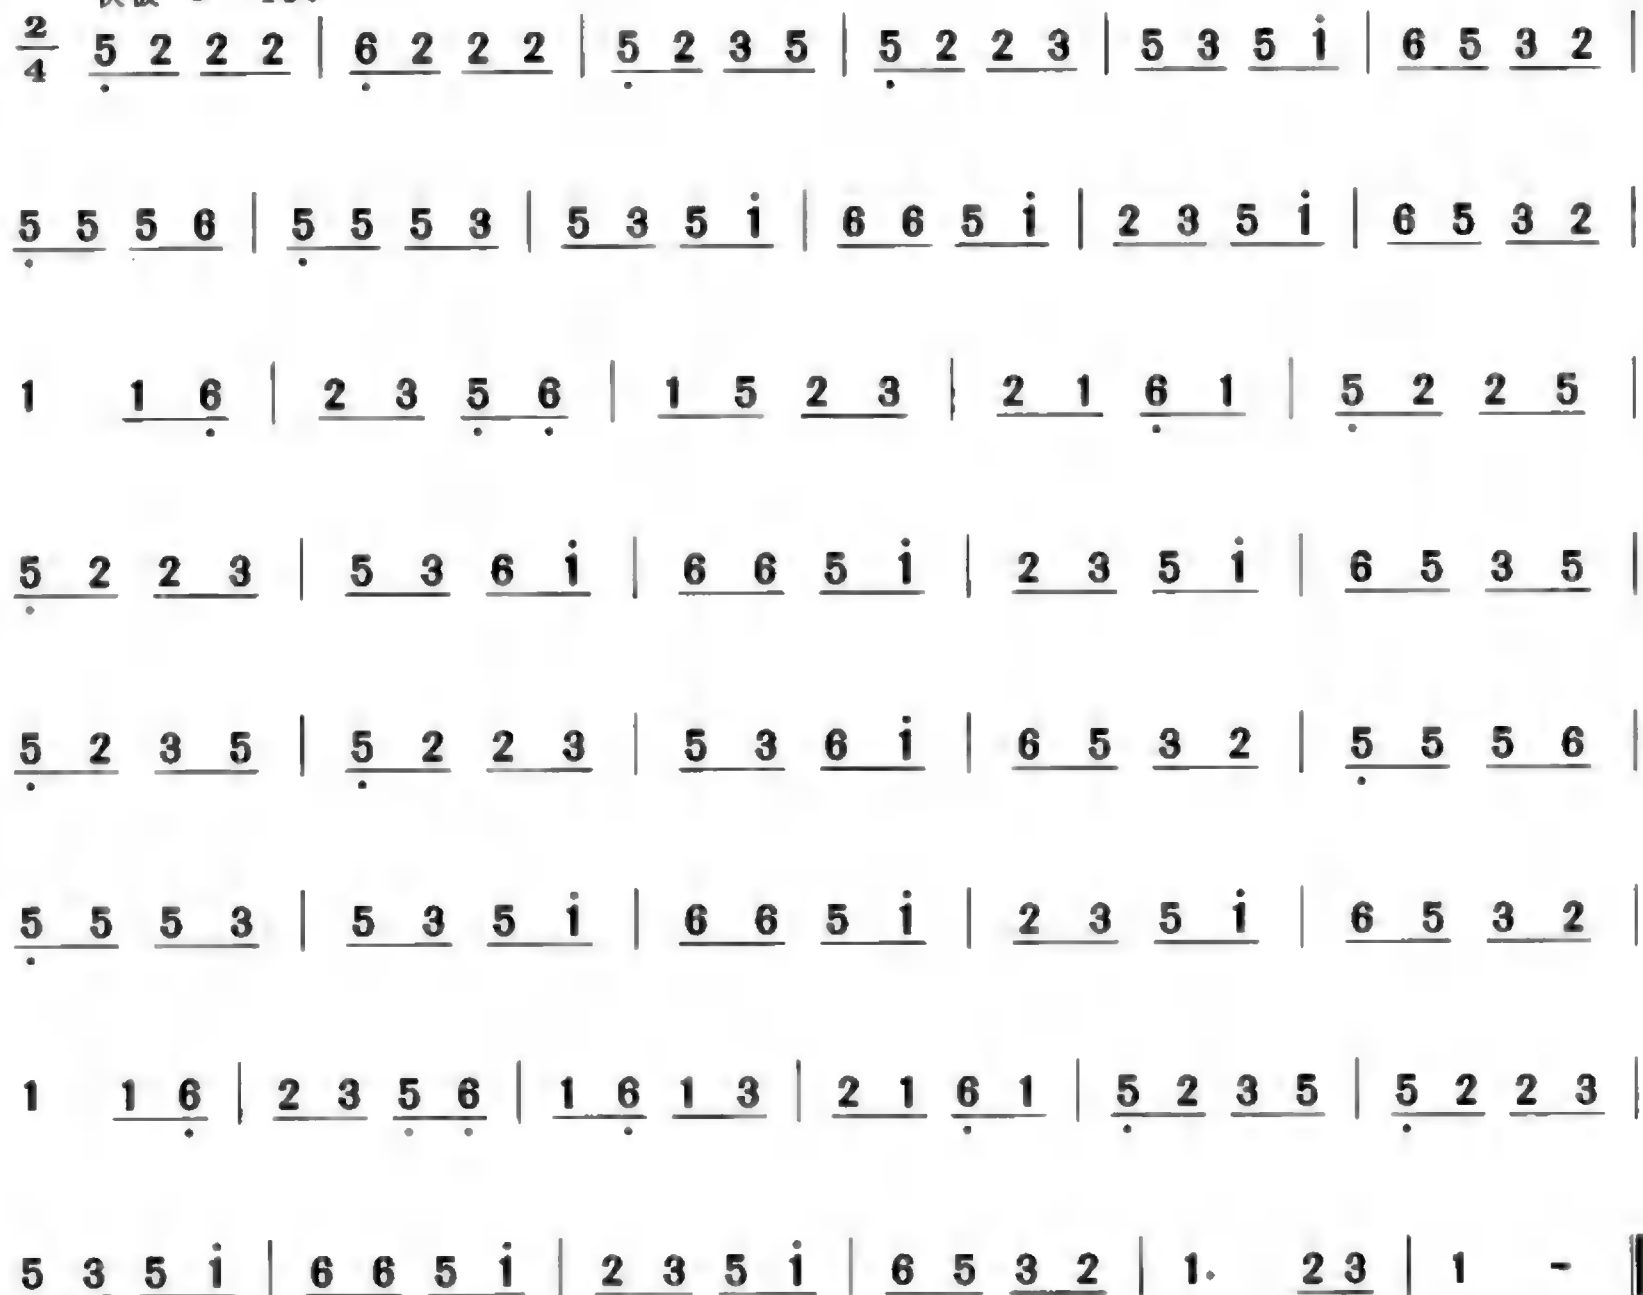 2/4 5̣ 2 2 2 | 6̣ 2 2 2 | 5̣ 2 3 5 | 5̣ 2 2 3 | 5 3 5 i | 6 5 3 2 |
5̣ 5 5 6 | 5̣ 5 5 3 | 5 3 5 i | 6 6 5 i | 2 3 5 i | 6 5 3 2 |
1 1 6̣ | 2 3 5̣ 6̣ | 1 5 2 3 | 2 1 6̣ 1 | 5̣ 2 2 5 |
5̣ 2 2 3 | 5 3 6 i | 6 6 5 i | 2 3 5 i | 6 5 3 5 |
5̣ 2 3 5 | 5̣ 2 2 3 | 5 3 6 i | 6 5 3 2 | 5̣ 5 5 6 |
5̣ 5 5 3 | 5 3 5 i | 6 6 5 i | 2 3 5 i | 6 5 3 2 |
1 1 6̣ | 2 3 5̣ 6̣ | 1 6̣ 1 3 | 2 1 6̣ 1 | 5̣ 2 3 5 | 5̣ 2 2 3 |
5 3 5 i | 6 6 5 i | 2 3 5 i | 6 5 3 2 | 1. 2 3 | 1 - ‖